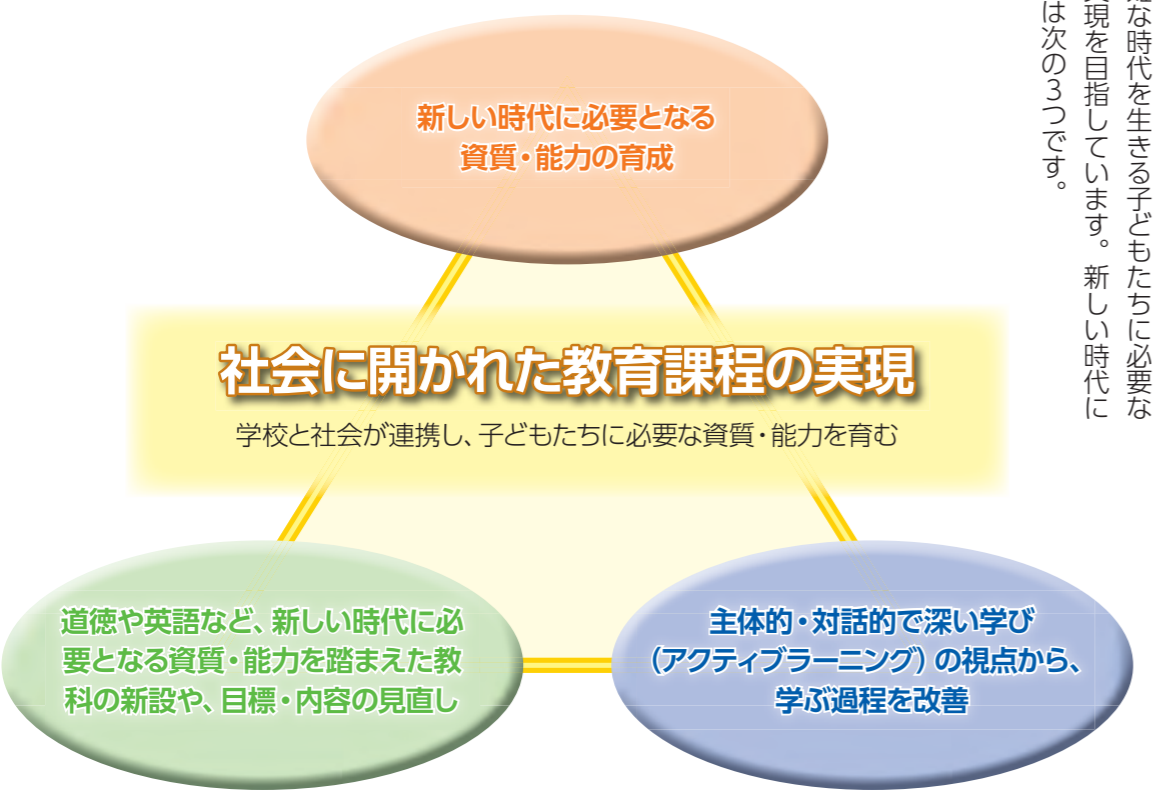 な時代を生きる子どもたちに必要な
現を目指しています。新しい時代に
は次の3つです。
新しい時代に必要となる
資質・能力の育成
社会に開かれた教育課程の実現
学校と社会が連携し、子どもたちに必要な資質・能力を育む
道徳や英語など、新しい時代に必
要となる資質・能力を踏まえた教
科の新設や、目標・内容の見直し
主体的・対話的で深い学び
（アクティブラーニング）の視点から、
学ぶ過程を改善